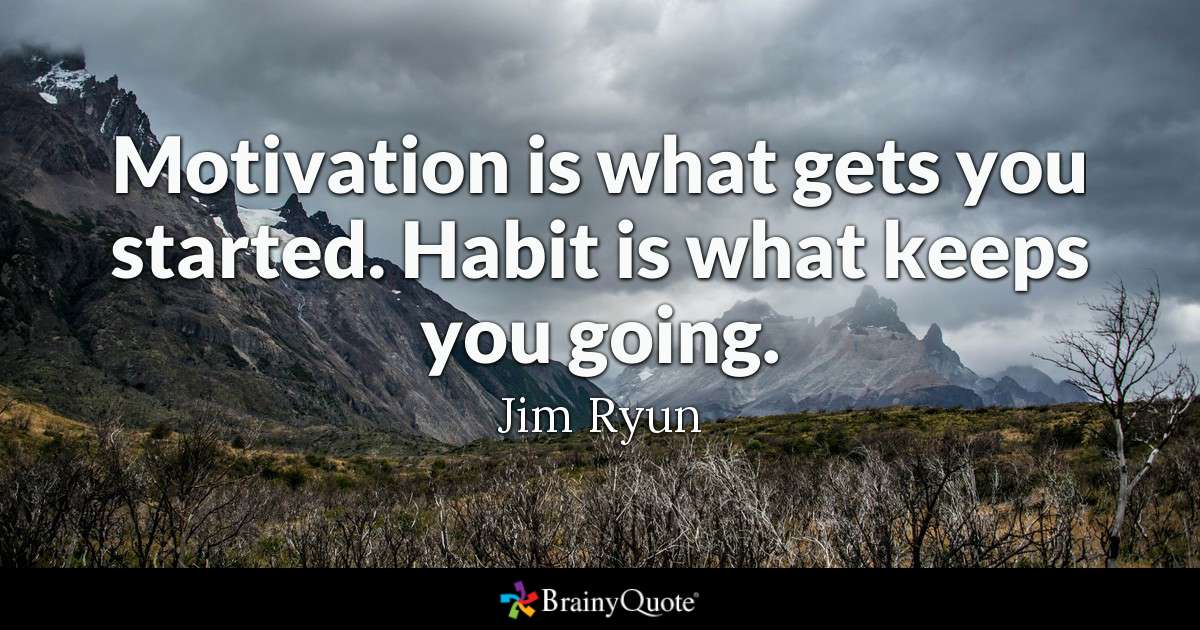 Motivation is what gets you
started. Habit is what keeps
you going.
Jim Ryun
BrainyQuote®